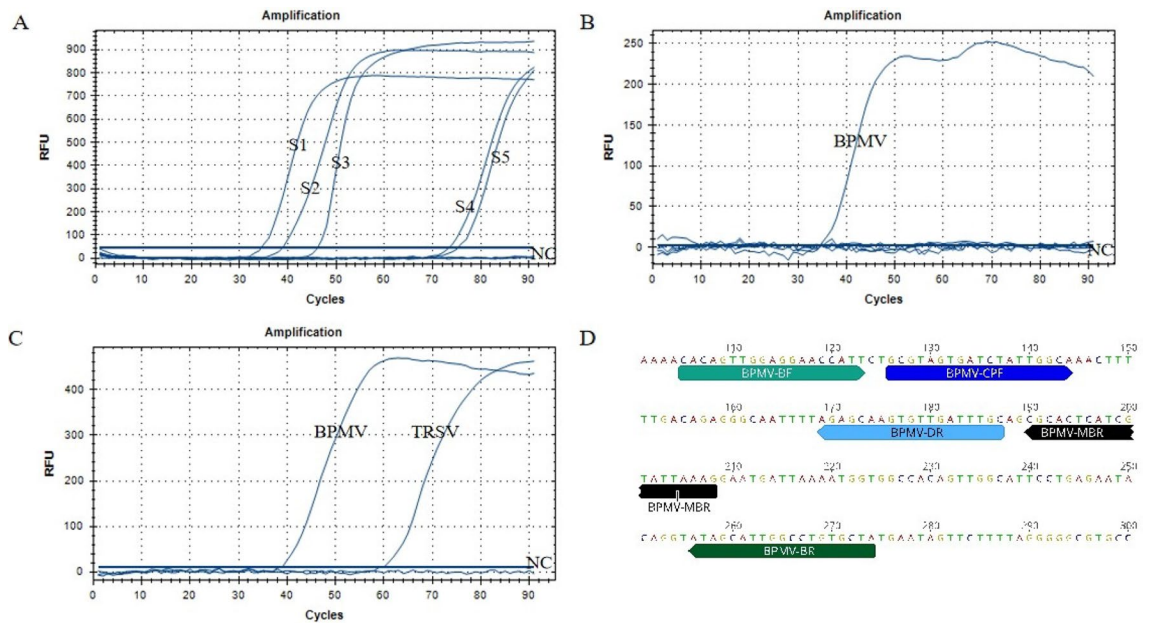 A
Amplification
RFU
900
800
700
600
500
400
300
200
100
0
S1
S2
S3
S4
S5
NC
0 10 20 30 40 50 60 70 80 90
Cycles
B
Amplification
RFU
250
200
150
100
50
0
BPMV
NC
0 10 20 30 40 50 60 70 80 90
Cycles
C
Amplification
RFU
400
300
200
100
0
BPMV
TRSV
NC
0 10 20 30 40 50 60 70 80 90
Cycles
D
110 120 130 140 150
AAAACACAGTTGGAGGAACCATTCTGCGTAGTGATCTATTGGCAAACTTT
BPMV-BF BPMV-CPF
160 170 180 190 200
TTGACAGAGGGCAATTTTAGAGCAAGTGTTGATTTGCAGCGCACTCATCG
BPMV-DR BPMV-MBR
210 220 230 240 250
TATTAAAGGAATGATTAAAATGGTGGCCACAGTTGGCATTCCTGAGAATA
BPMV-MBR
260 270 280 290 300
CAGGTATAGCATTGGCCTGTGCTATGAATAGTTCTTTTAGGGGGCGTGCC
BPMV-BR